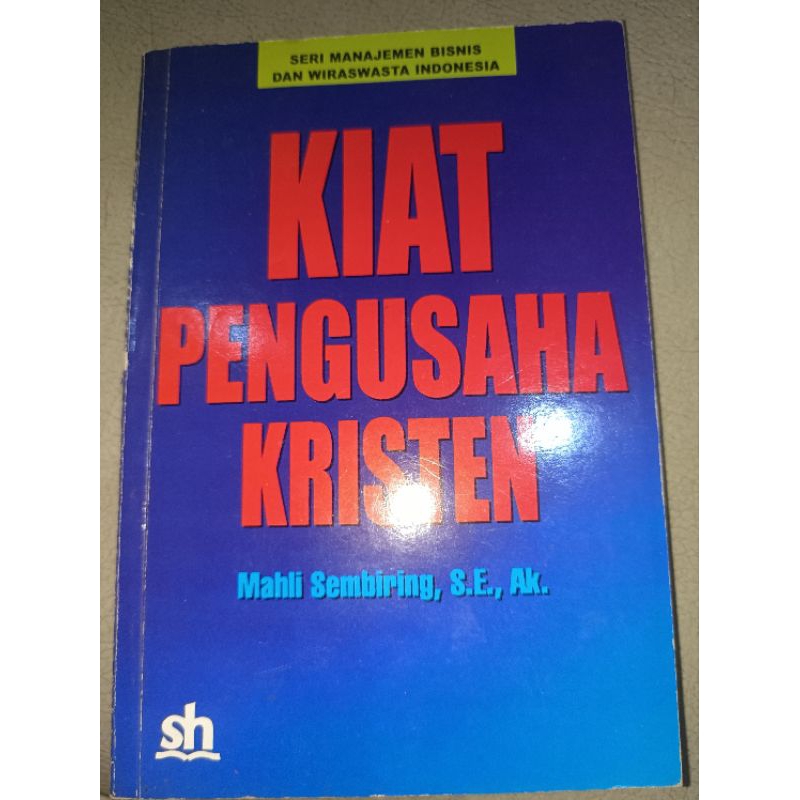 SERI MANAJEMEN BISNIS
DAN WIRASWASTA INDONESIA
KIAT
PENGUSAHA
KRISTEN
Mahli Sembiring, S.E., Ak.
sh